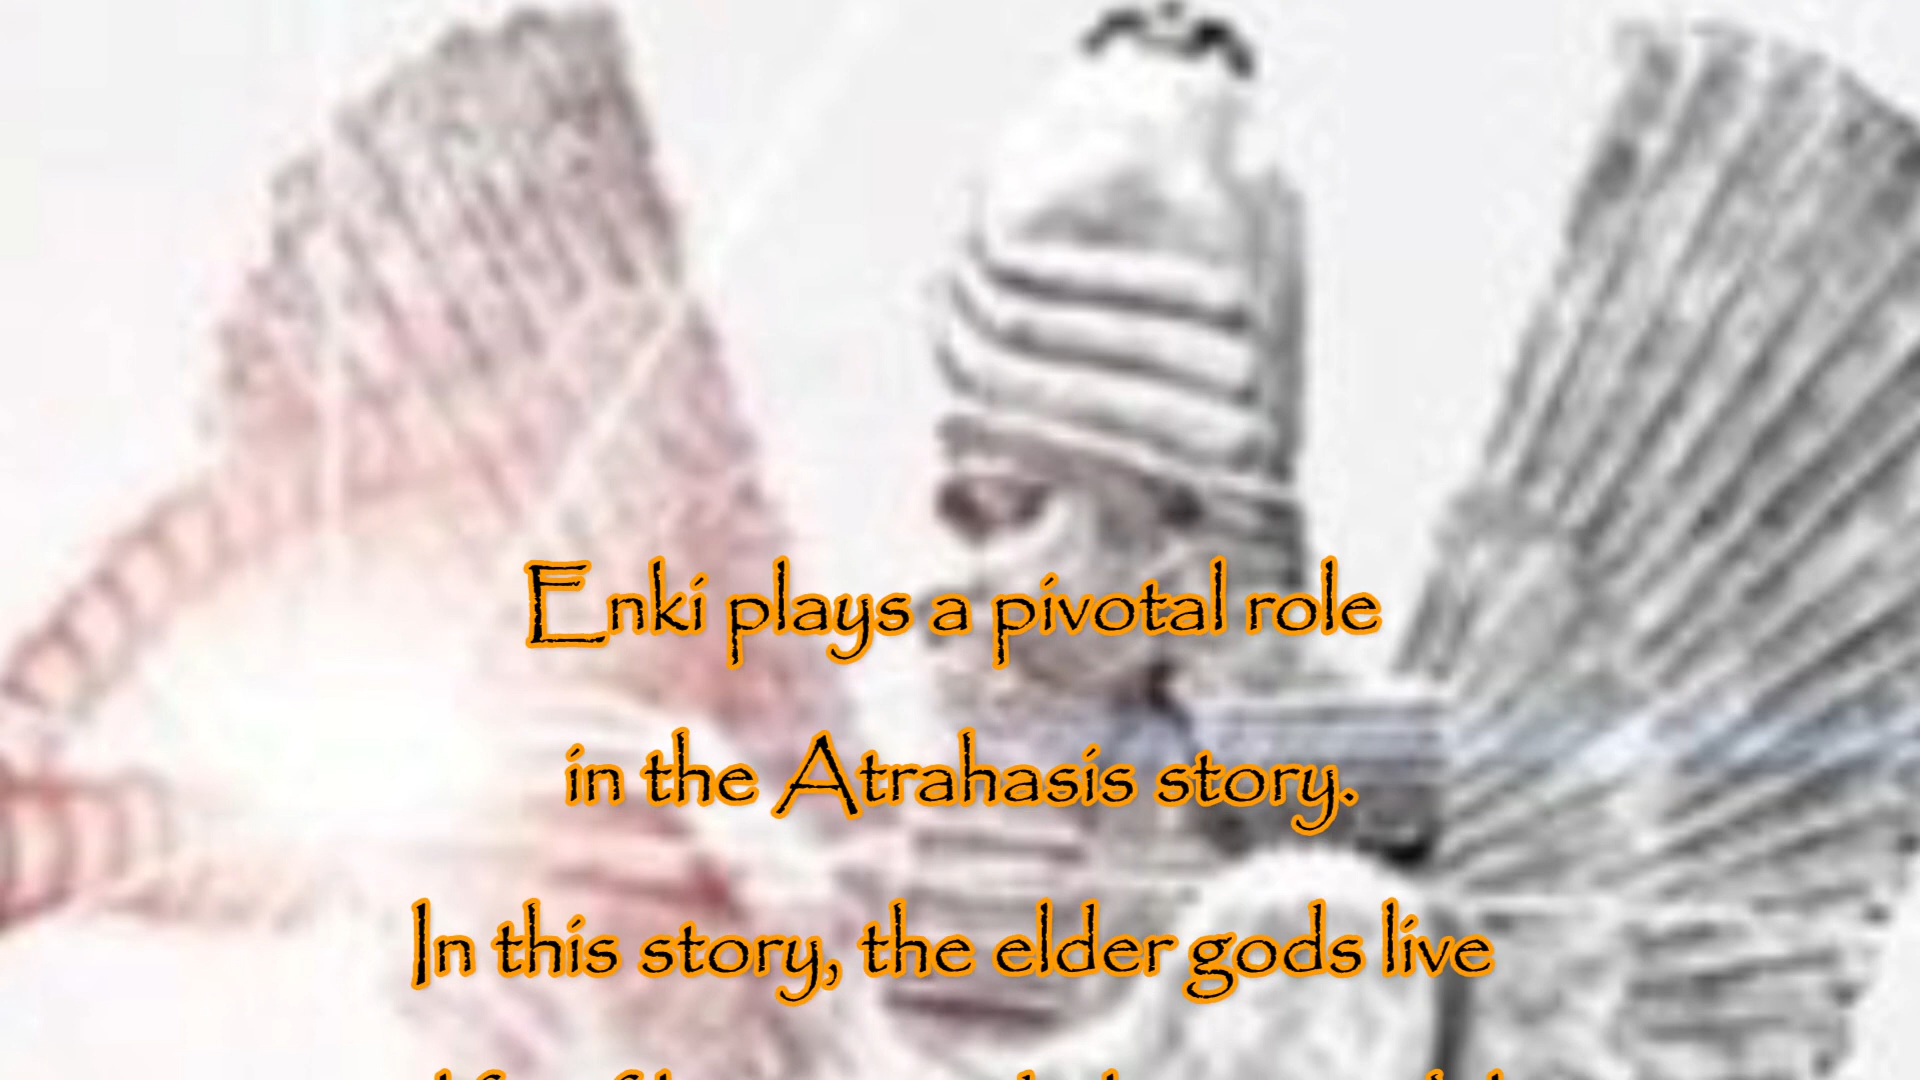 Enki plays a pivotal role
in the Atrahasis story.
In this story, the elder gods live